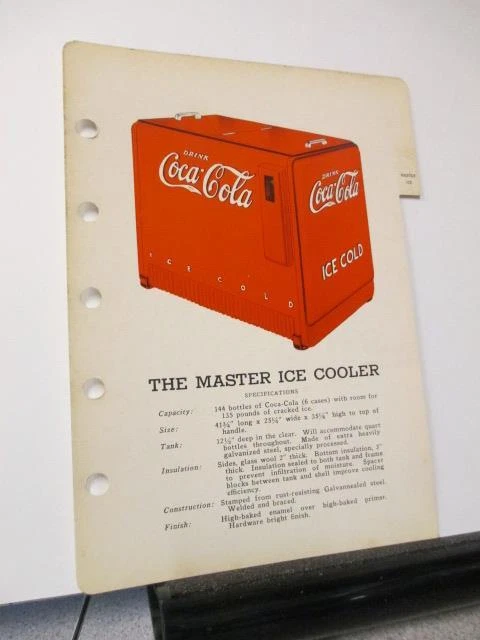 DRINK
Coca-Cola
DRINK
Coca-Cola
ICE COLD
ICE COLD
THE MASTER ICE COOLER
SPECIFICATIONS
Capacity: 144 bottles of Coca-Cola (6 cases) with room for
135 pounds of cracked ice.
Size: 41¾" long x 25¼" wide x 35¼" high to top of
handle.
Tank: 12¼" deep in the clear. Will accommodate quart
bottles throughout. Made of extra heavily
galvanized steel, specially processed.
Insulation: Sides, glass wool 2" thick. Bottom insulation, 3"
thick. Insulation sealed to both tank and frame
to prevent infiltration of moisture. Spacer
blocks between tank and shell improve cooling
efficiency.
Construction: Stamped from rust-resisting Galvannealed steel.
Welded and braced.
Finish: High-baked enamel over high-baked primer.
Hardware bright finish.